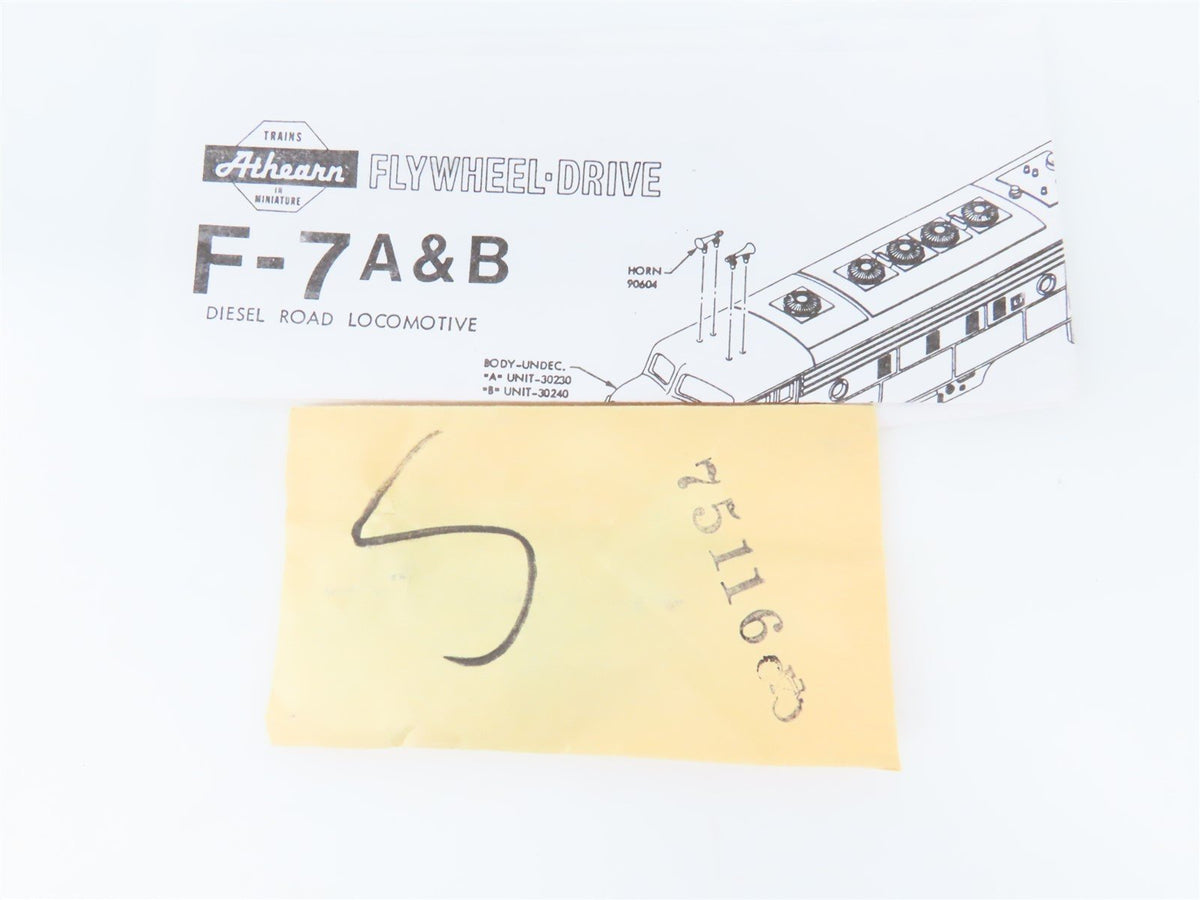 TRAINS
Athearn
IN
MINIATURE
FLYWHEEL·DRIVE
F-7 A&B
DIESEL ROAD LOCOMOTIVE
HORN
90604
BODY-UNDEC.
"A" UNIT-30230
"B" UNIT-30240
5
75116